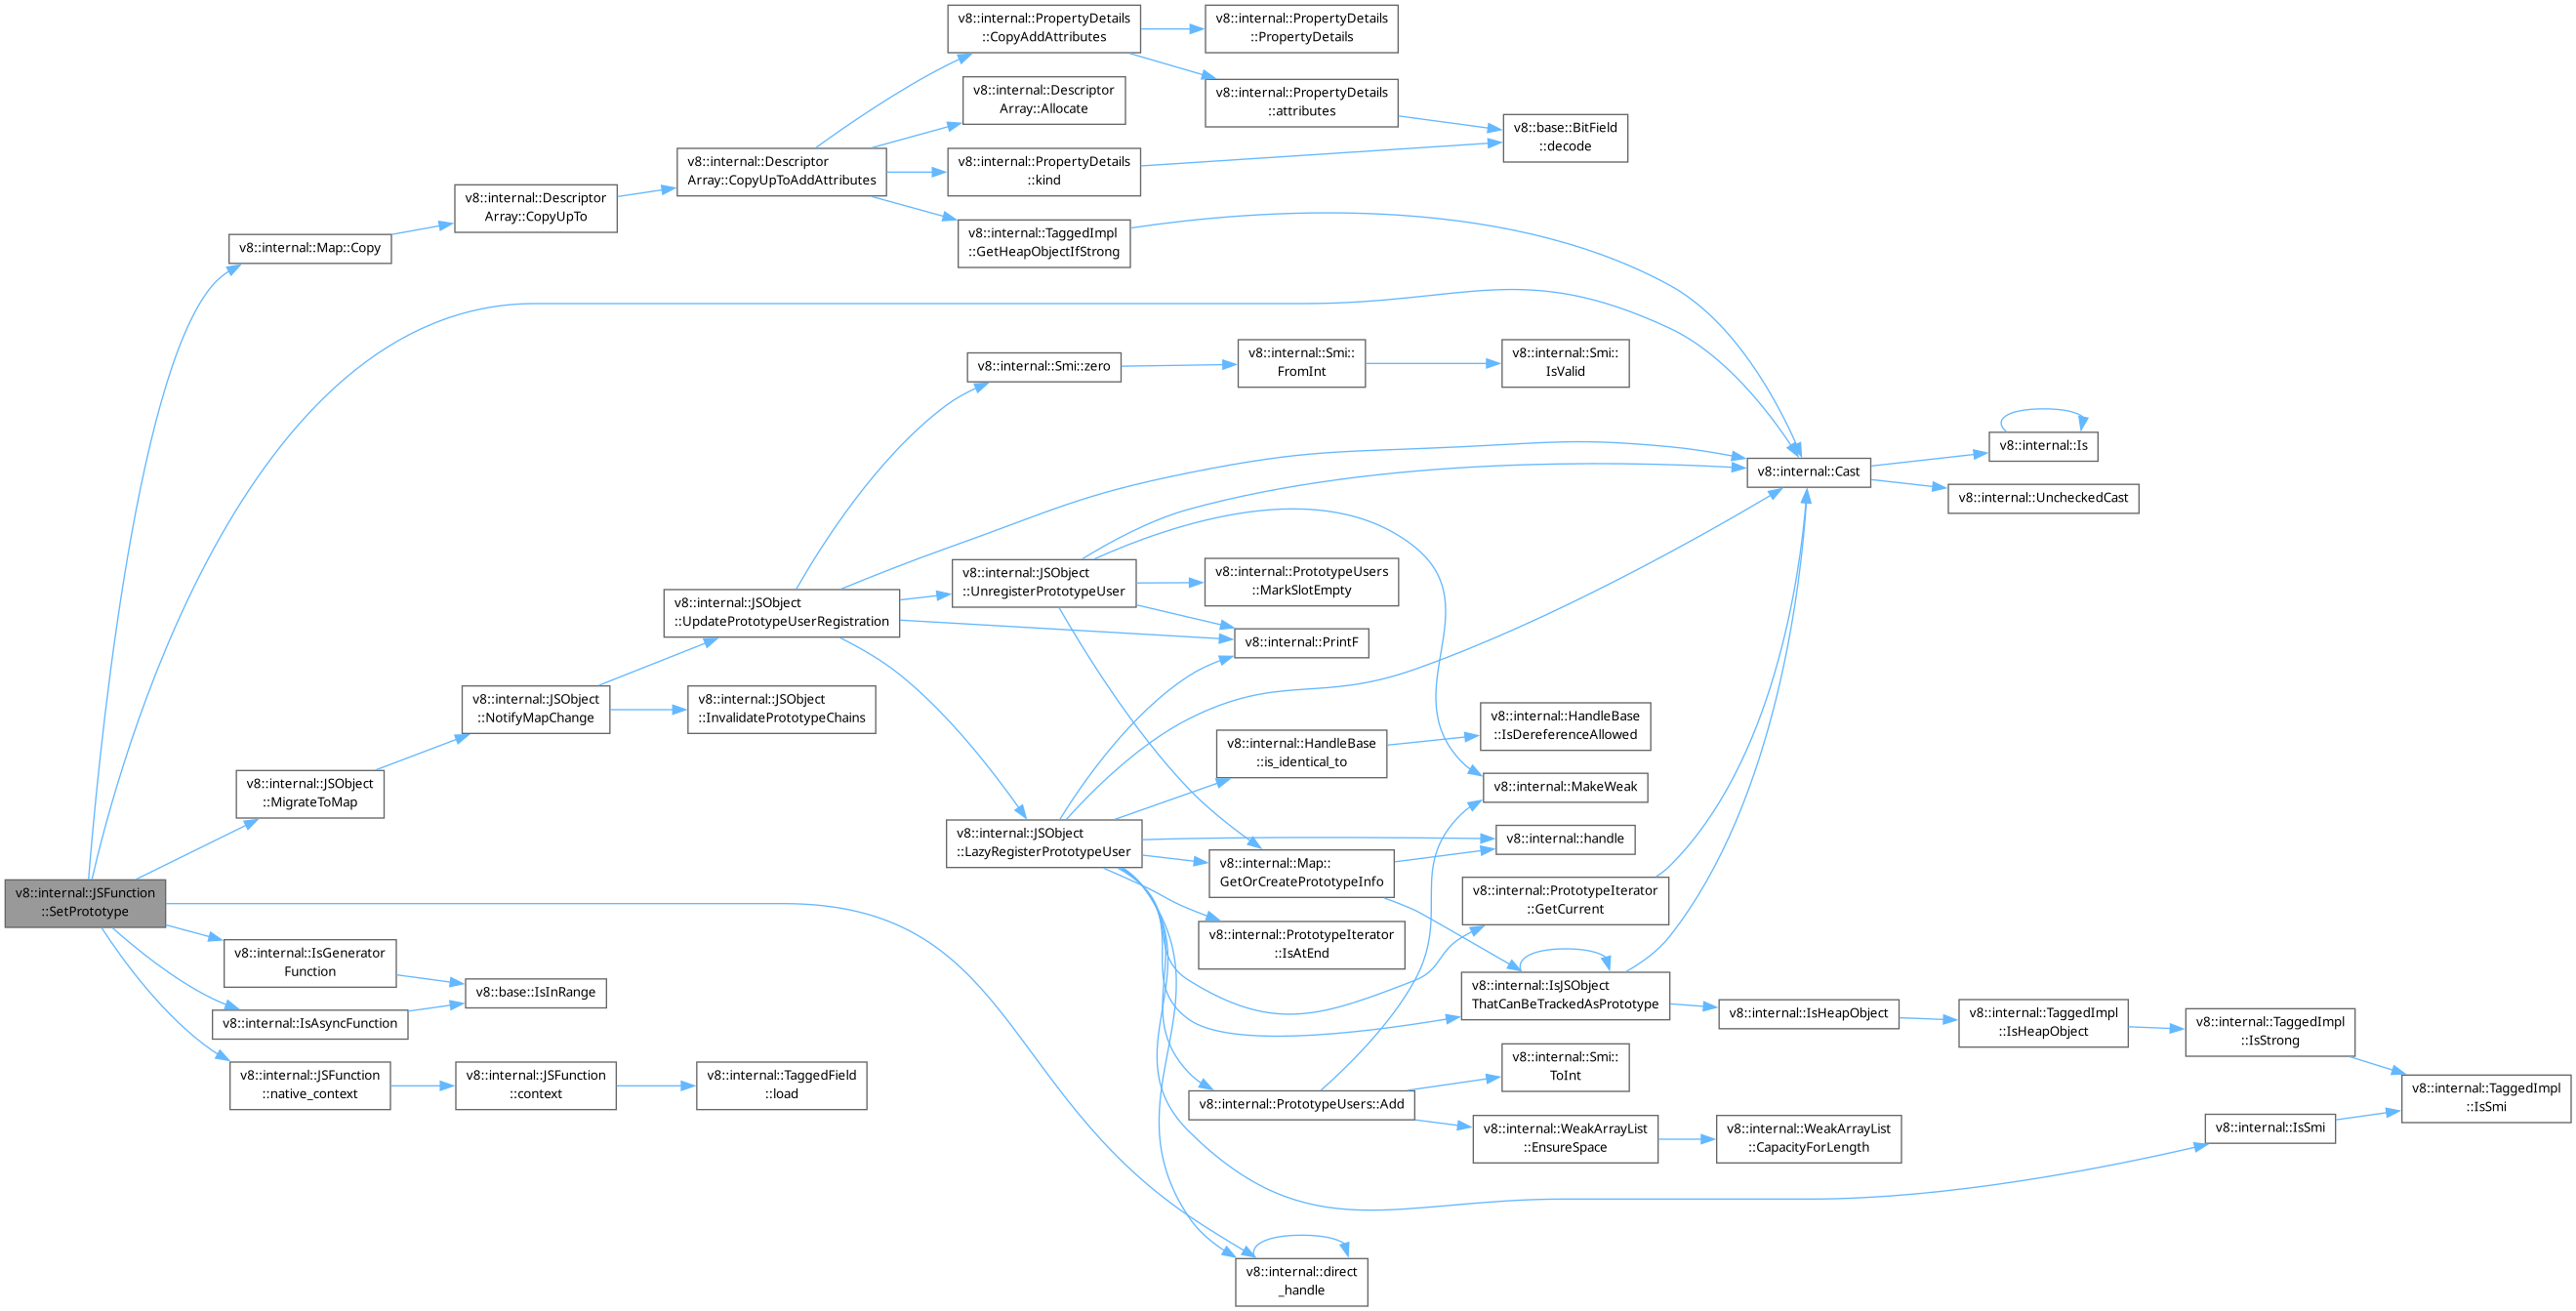 v8::internal::JSFunction
::SetPrototype
v8::internal::Map::Copy
v8::internal::Descriptor
Array::CopyUpTo
v8::internal::Descriptor
Array::CopyUpToAddAttributes
v8::internal::PropertyDetails
::CopyAddAttributes
v8::internal::PropertyDetails
::PropertyDetails
v8::internal::PropertyDetails
::attributes
v8::base::BitField
::decode
v8::internal::Descriptor
Array::Allocate
v8::internal::PropertyDetails
::kind
v8::internal::TaggedImpl
::GetHeapObjectIfStrong
v8::internal::Cast
v8::internal::Is
v8::internal::UncheckedCast
v8::internal::JSObject
::MigrateToMap
v8::internal::JSObject
::NotifyMapChange
v8::internal::JSObject
::UpdatePrototypeUserRegistration
v8::internal::JSObject
::InvalidatePrototypeChains
v8::internal::Smi::zero
v8::internal::Smi::
FromInt
v8::internal::Smi::
IsValid
v8::internal::JSObject
::UnregisterPrototypeUser
v8::internal::PrototypeUsers
::MarkSlotEmpty
v8::internal::PrintF
v8::internal::JSObject
::LazyRegisterPrototypeUser
v8::internal::HandleBase
::is_identical_to
v8::internal::HandleBase
::IsDereferenceAllowed
v8::internal::MakeWeak
v8::internal::handle
v8::internal::Map::
GetOrCreatePrototypeInfo
v8::internal::PrototypeIterator
::GetCurrent
v8::internal::PrototypeIterator
::IsAtEnd
v8::internal::IsJSObject
ThatCanBeTrackedAsPrototype
v8::internal::IsHeapObject
v8::internal::TaggedImpl
::IsHeapObject
v8::internal::TaggedImpl
::IsStrong
v8::internal::TaggedImpl
::IsSmi
v8::internal::IsSmi
v8::internal::PrototypeUsers::Add
v8::internal::Smi::
ToInt
v8::internal::WeakArrayList
::EnsureSpace
v8::internal::WeakArrayList
::CapacityForLength
v8::internal::IsGenerator
Function
v8::internal::IsAsyncFunction
v8::base::IsInRange
v8::internal::JSFunction
::native_context
v8::internal::JSFunction
::context
v8::internal::TaggedField
::load
v8::internal::direct
_handle